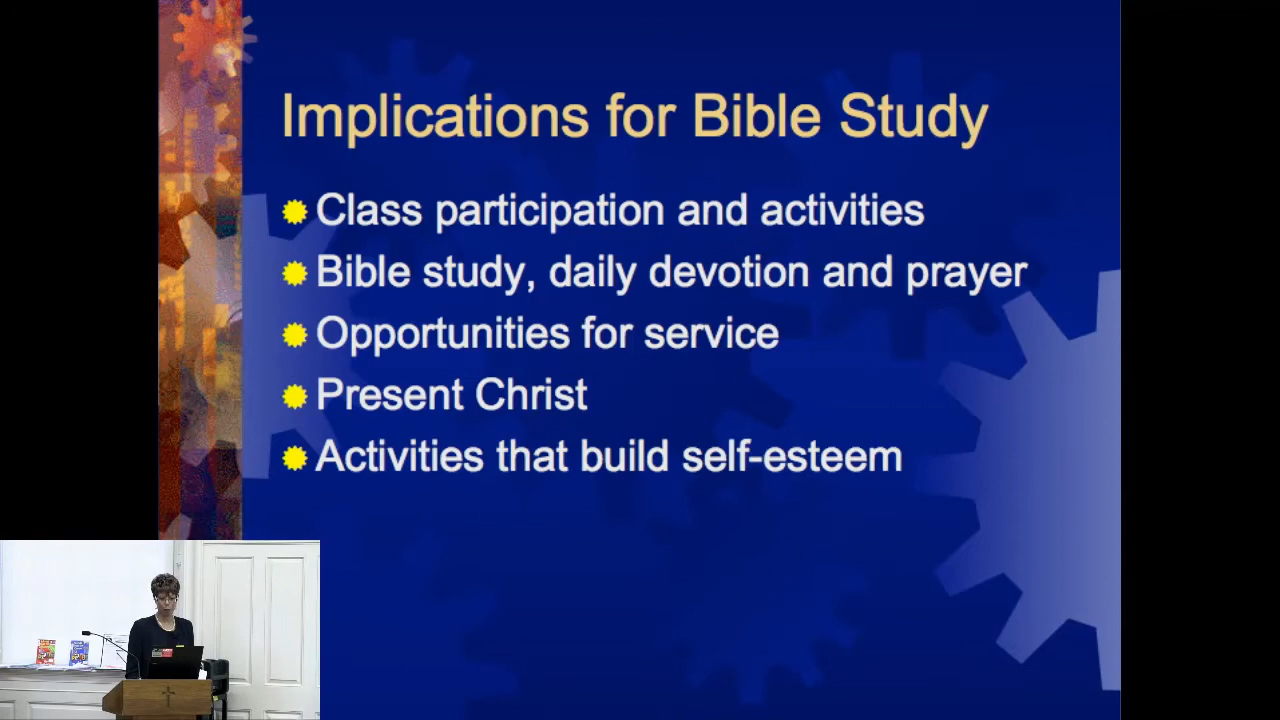 Implications for Bible Study
Class participation and activities
Bible study, daily devotion and prayer
Opportunities for service
Present Christ
Activities that build self-esteem